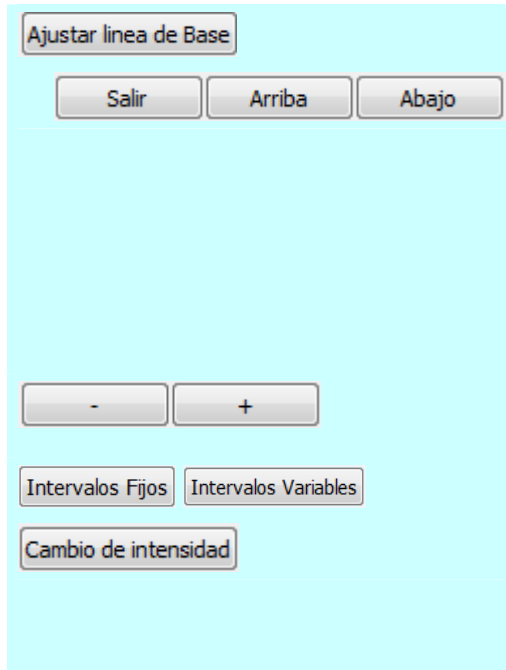 Ajustar linea de Base
Salir Arriba Abajo
- +
Intervalos Fijos Intervalos Variables
Cambio de intensidad